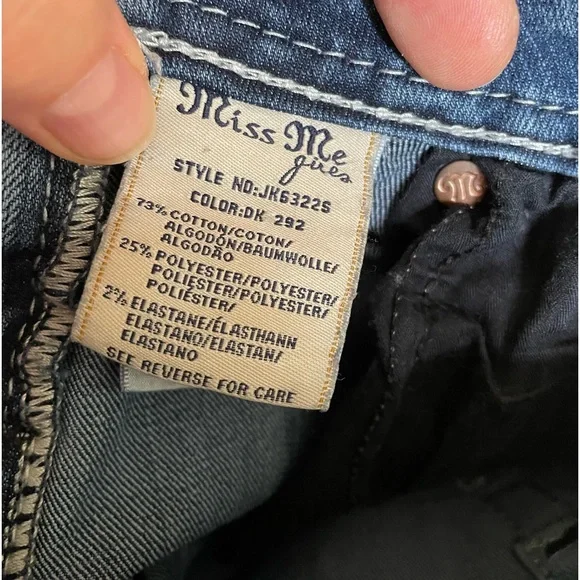 Miss Me
jeans
STYLE NO:JK6322S
COLOR:DK 292
73% COTTON/COTON/
ALGODÓN/BAUMWOLLE/
ALGODÃO
25% POLYESTER/POLYESTER/
POLIÉSTER/POLYESTER/
POLIÉSTER/
2% ELASTANE/ÉLASTHANN
ELASTANO/ELASTAN/
ELASTANO
SEE REVERSE FOR CARE
M